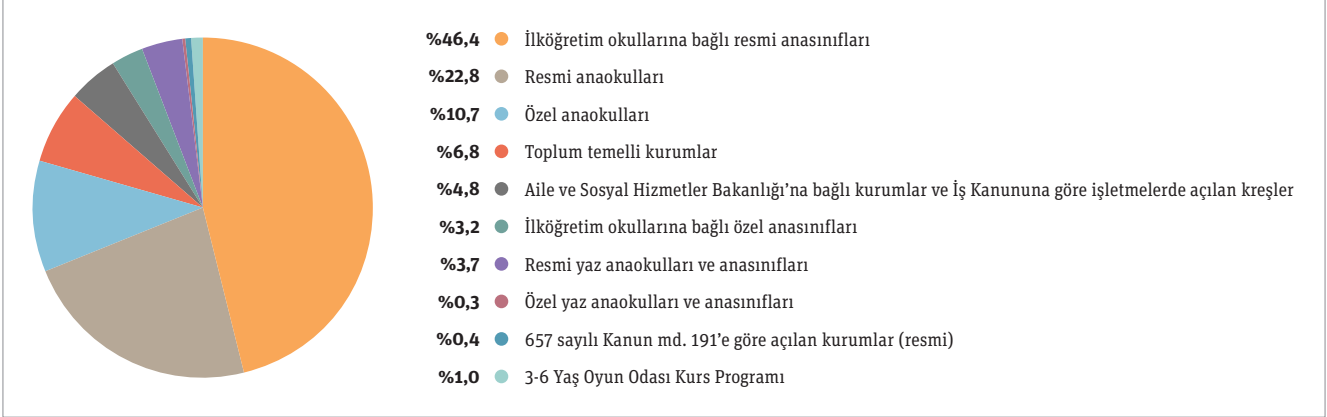 %46,4 İlköğretim okullarına bağlı resmi anasınıfları
%22,8 Resmi anaokulları
%10,7 Özel anaokulları
%6,8 Toplum temelli kurumlar
%4,8 Aile ve Sosyal Hizmetler Bakanlığı’na bağlı kurumlar ve İş Kanununa göre işletmelerde açılan kreşler
%3,2 İlköğretim okullarına bağlı özel anasınıfları
%3,7 Resmi yaz anaokulları ve anasınıfları
%0,3 Özel yaz anaokulları ve anasınıfları
%0,4 657 sayılı Kanun md. 191’e göre açılan kurumlar (resmi)
%1,0 3-6 Yaş Oyun Odası Kurs Programı